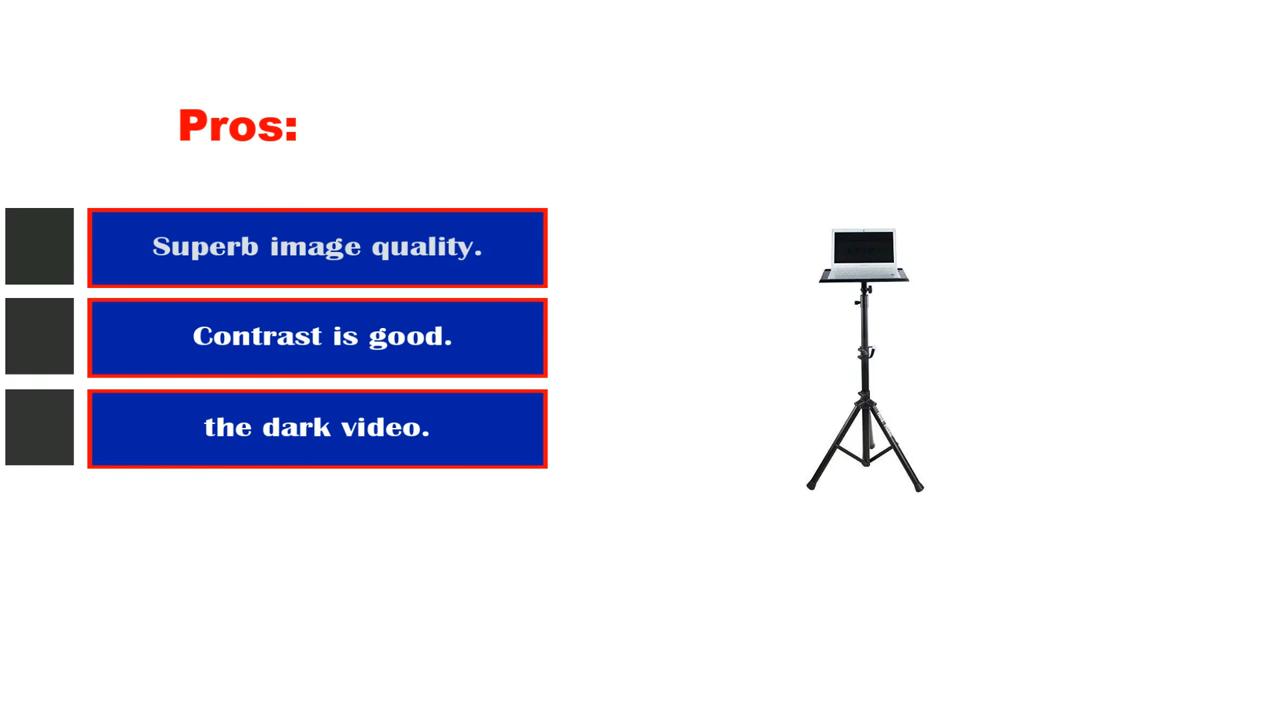 Pros:
Superb image quality.
Contrast is good.
the dark video.